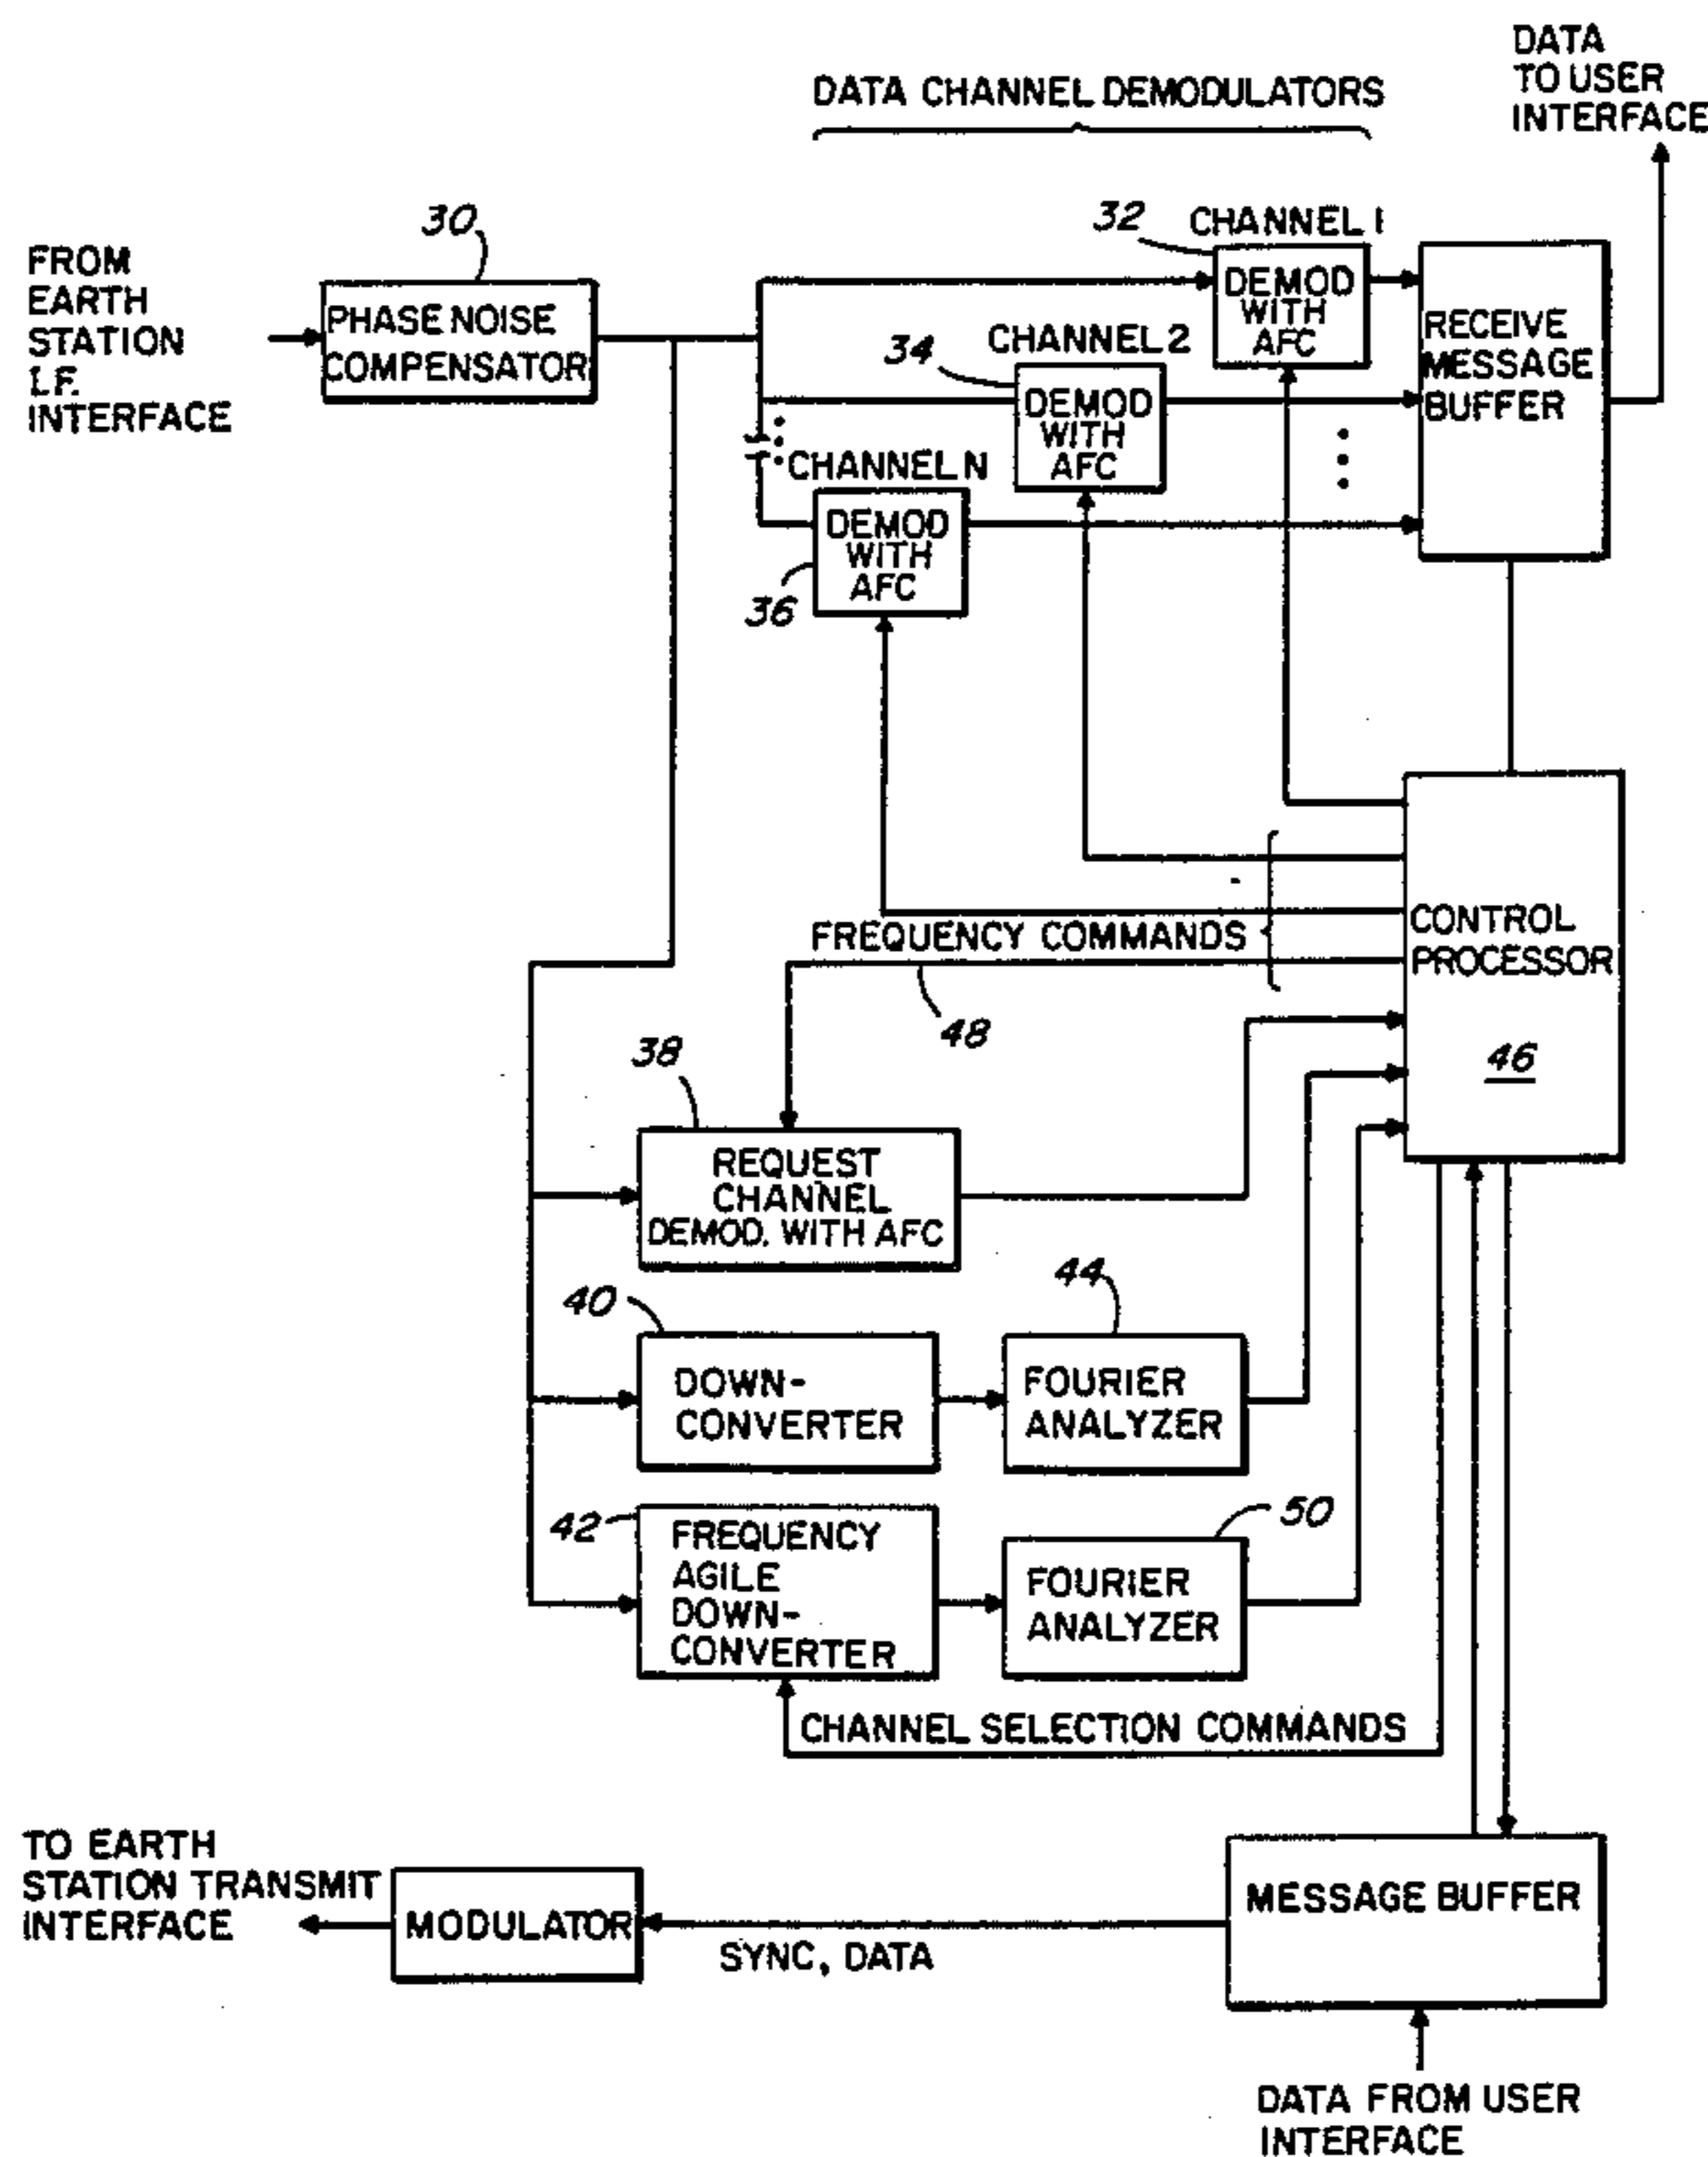 DATA
TO USER
INTERFACE
DATA CHANNEL DEMODULATORS
30
32
CHANNEL 1
FROM
EARTH
STATION
I.F.
INTERFACE
PHASE NOISE
COMPENSATOR
DEMOD
WITH
AFC
34
CHANNEL 2
DEMOD
WITH
AFC
RECEIVE
MESSAGE
BUFFER
CHANNEL N
DEMOD
WITH
AFC
36
FREQUENCY COMMANDS
CONTROL
PROCESSOR
46
48
38
REQUEST
CHANNEL
DEMOD. WITH AFC
40
44
DOWN-
CONVERTER
FOURIER
ANALYZER
42
50
FREQUENCY
AGILE
DOWN-
CONVERTER
FOURIER
ANALYZER
CHANNEL SELECTION COMMANDS
TO EARTH
STATION TRANSMIT
INTERFACE
MODULATOR
SYNC, DATA
MESSAGE BUFFER
DATA FROM USER
INTERFACE